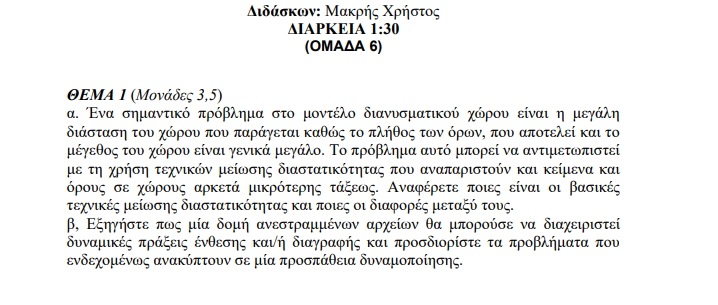 Διδάσκων: Μακρής Χρήστος
ΔΙΑΡΚΕΙΑ 1:30
(ΟΜΑΔΑ 6)
ΘΕΜΑ 1 (Μονάδες 3,5)
α. Ένα σημαντικό πρόβλημα στο μοντέλο διανυσματικού χώρου είναι η μεγάλη
διάσταση του χώρου που παράγεται καθώς το πλήθος των όρων, που αποτελεί και το
μέγεθος του χώρου είναι γενικά μεγάλο. Το πρόβλημα αυτό μπορεί να αντιμετωπιστεί
με τη χρήση τεχνικών μείωσης διαστατικότητας που αναπαριστούν και κείμενα και
όρους σε χώρους αρκετά μικρότερης τάξεως. Αναφέρετε ποιες είναι οι βασικές
τεχνικές μείωσης διαστατικότητας και ποιες οι διαφορές μεταξύ τους.
β, Εξηγήστε πως μία δομή ανεστραμμένων αρχείων θα μπορούσε να διαχειριστεί
δυναμικές πράξεις ένθεσης και/ή διαγραφής και προσδιορίστε τα προβλήματα που
ενδεχομένως ανακύπτουν σε μία προσπάθεια δυναμοποίησης.